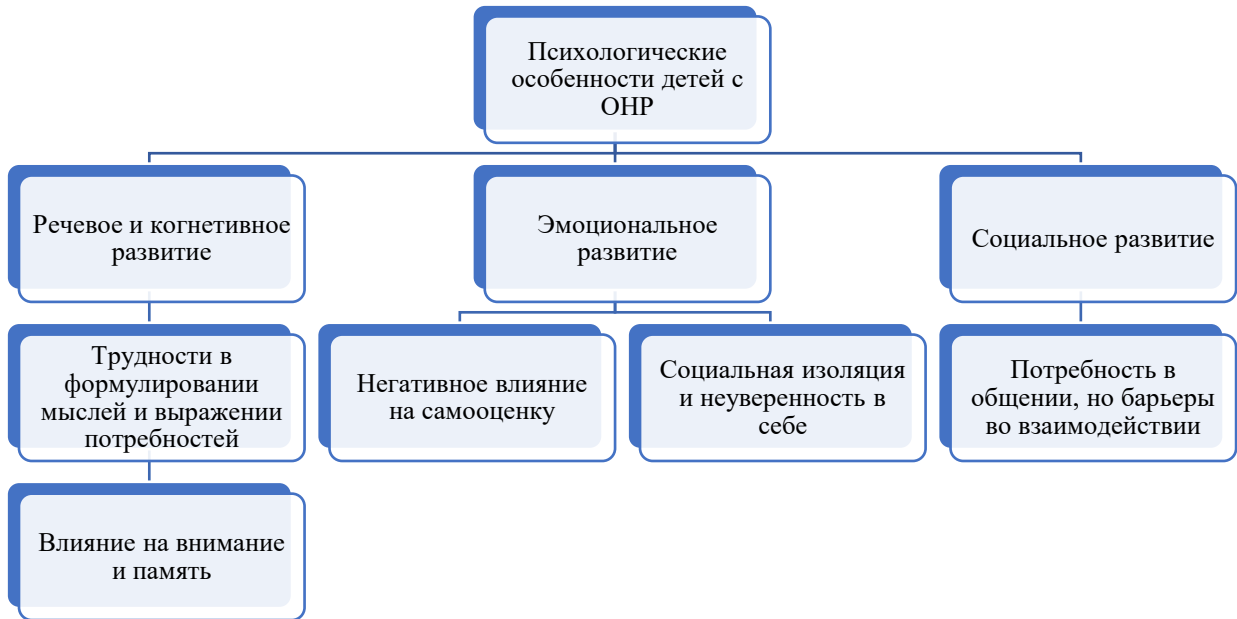 Психологические
особенности детей с
ОНР
Речевое и когнетивное
развитие
Эмоциональное
развитие
Социальное развитие
Трудности в
формулировании
мыслей и выражении
потребностей
Негативное влияние
на самооценку
Социальная изоляция
и неуверенность в
себе
Потребность в
общении, но барьеры
во взаимодействии
Влияние на внимание
и память